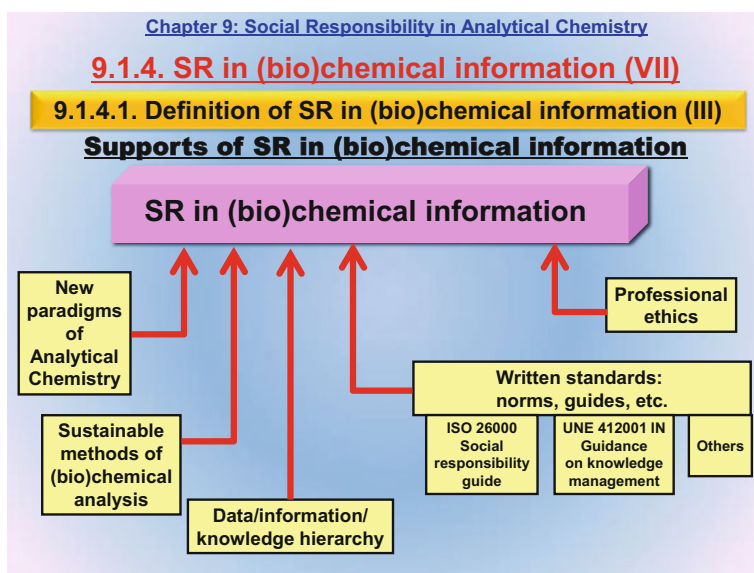 Chapter 9: Social Responsibility in Analytical Chemistry
9.1.4. SR in (bio)chemical information (VII)
9.1.4.1. Definition of SR in (bio)chemical information (III)
Supports of SR in (bio)chemical information
SR in (bio)chemical information
New
paradigms
of
Analytical
Chemistry
Professional
ethics
Written standards:
norms, guides, etc.
ISO 26000
Social
responsibility
guide
UNE 412001 IN
Guidance
on knowledge
management
Others
Sustainable
methods of
(bio)chemical
analysis
Data/information/
knowledge hierarchy